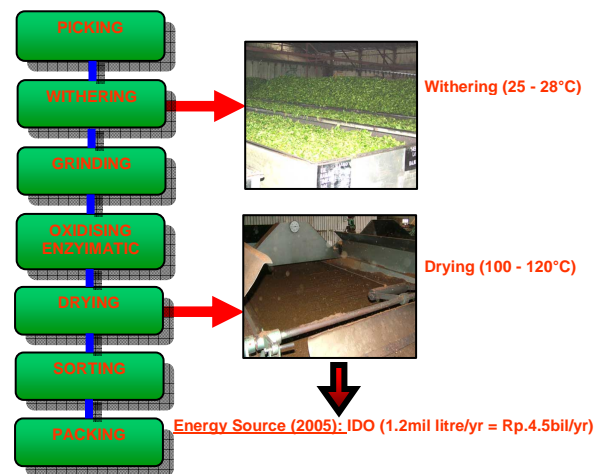 PICKING
WITHERING
Withering (25 - 28°C)
GRINDING
OXIDISING
ENZYIMATIC
DRYING
Drying (100 - 120°C)
SORTING
PACKING
Energy Source (2005): IDO (1.2mil litre/yr = Rp.4.5bil/yr)